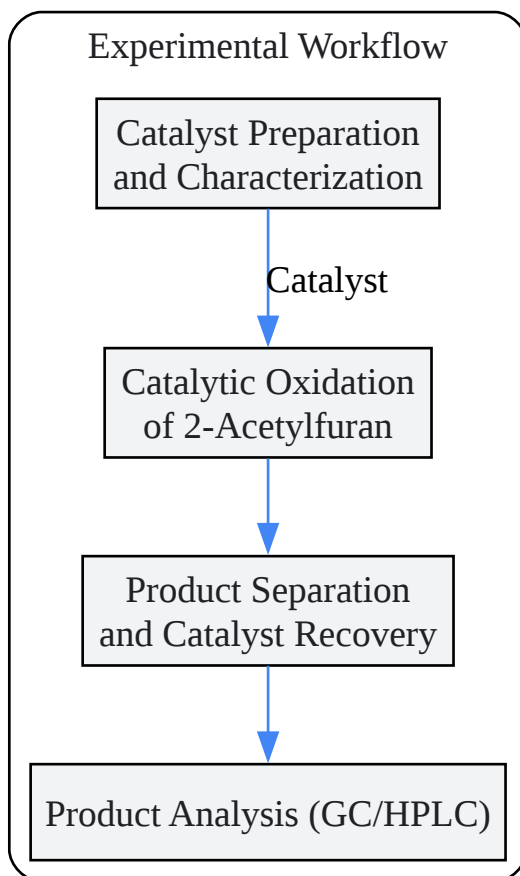 Experimental Workflow
Catalyst Preparation
and Characterization
Catalyst
Catalytic Oxidation
of 2-Acetylfuran
Product Separation
and Catalyst Recovery
Product Analysis (GC/HPLC)